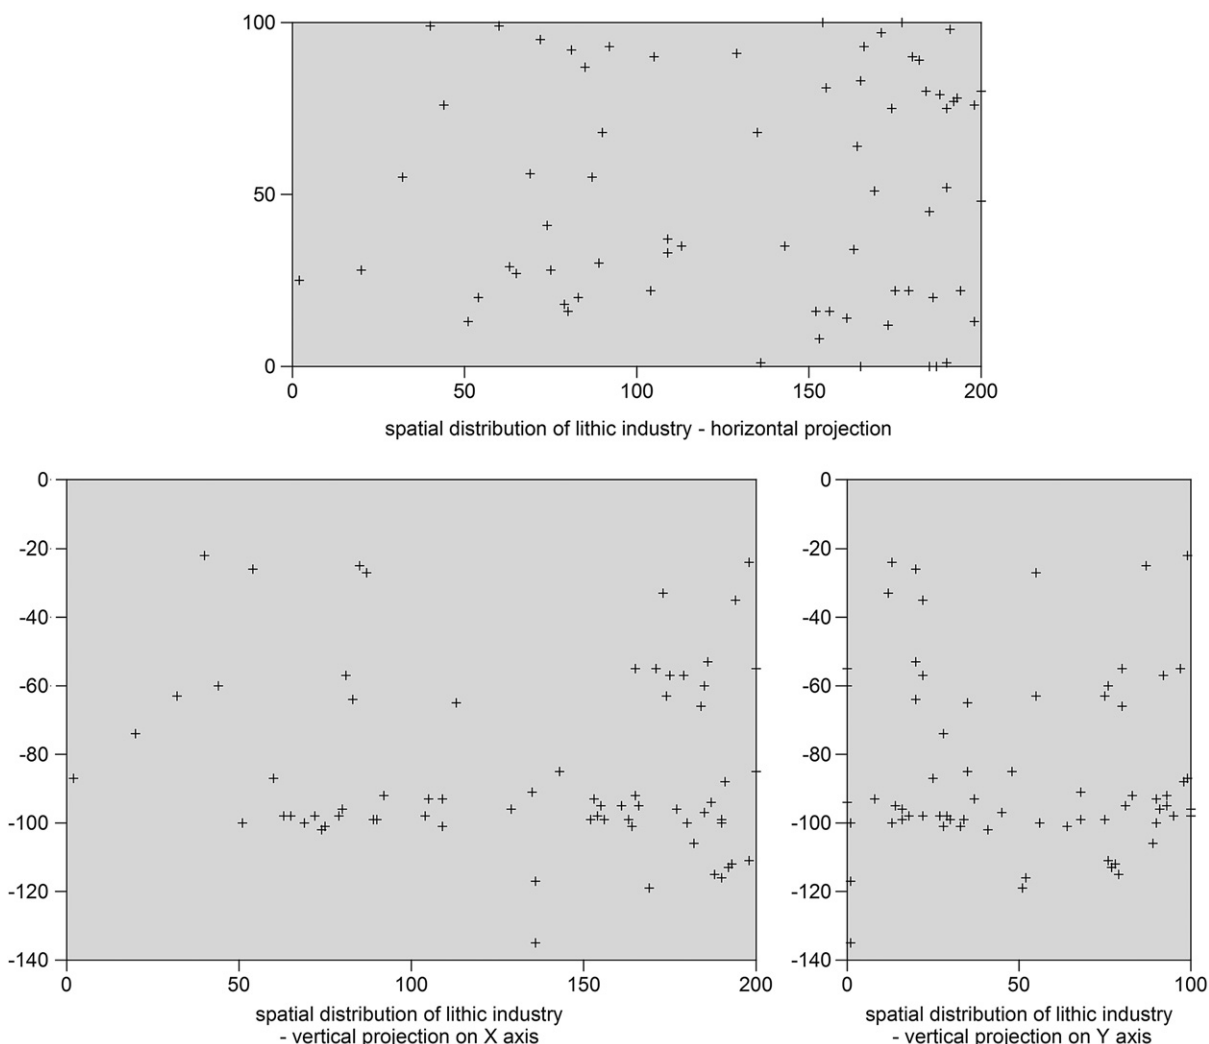 100
50
0
0 50 100 150 200
spatial distribution of lithic industry - horizontal projection
0
-20
-40
-60
-80
-100
-120
-140
0 50 100 150 200
spatial distribution of lithic industry
- vertical projection on X axis
0
-20
-40
-60
-80
-100
-120
-140
0 50 100
spatial distribution of lithic industry
- vertical projection on Y axis